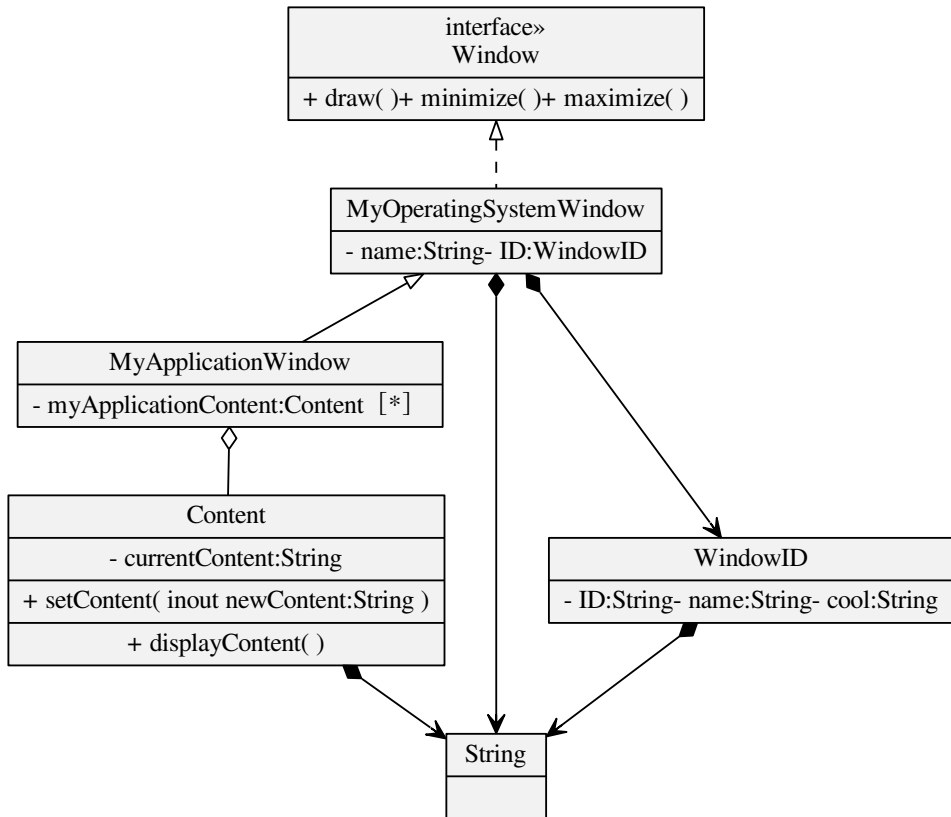 interface»
Window
+ draw( )+ minimize( )+ maximize( )
MyOperatingSystemWindow
- name:String- ID:WindowID
MyApplicationWindow
- myApplicationContent:Content [*]
Content
- currentContent:String
+ setContent( inout newContent:String )
+ displayContent( )
WindowID
- ID:String- name:String- cool:String
String